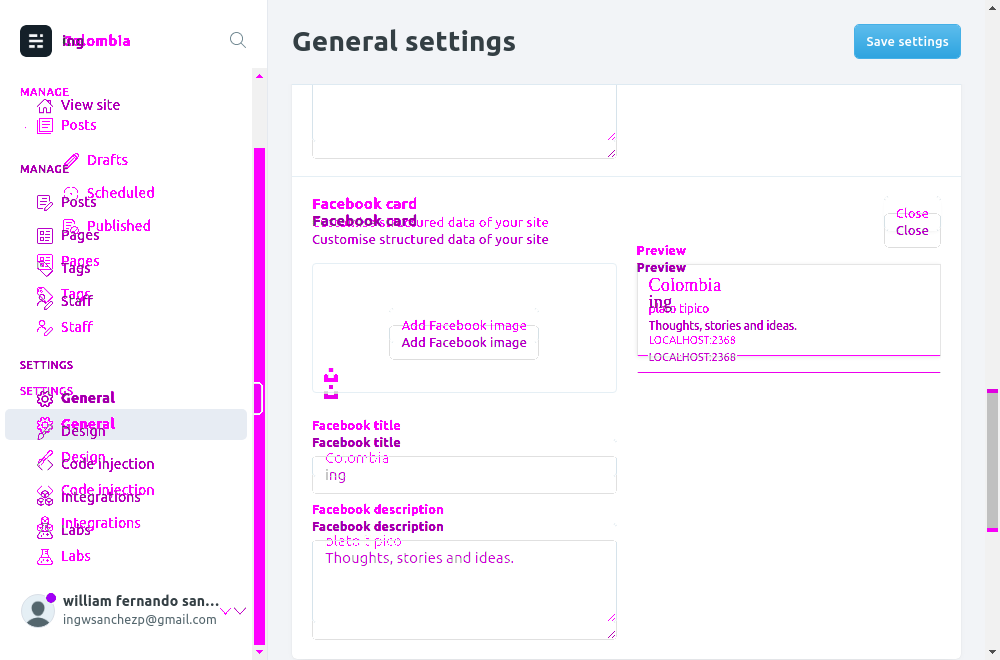 ing
Colombia
General settings
Save settings
MANAGE
View site
Posts
Drafts
MANAGE
Scheduled
Posts
Published
Pages
Pages
Tags
Tags
Staff
Staff
SETTINGS
SETTINGS
General
General
Design
Design
Code injection
Code injection
Integrations
Integrations
Labs
Labs
william fernando san...
ingwsanchezp@gmail.com
Facebook card
Facebook card
Customise structured data of your site
Customise structured data of your site
Close
Close
Preview
Preview
Colombia
ing
plato tipico
Thoughts, stories and ideas.
LOCALHOST:2368
LOCALHOST:2368
Add Facebook image
Add Facebook image
Facebook title
Facebook title
Colombia
ing
Facebook description
Facebook description
plato tipico
Thoughts, stories and ideas.